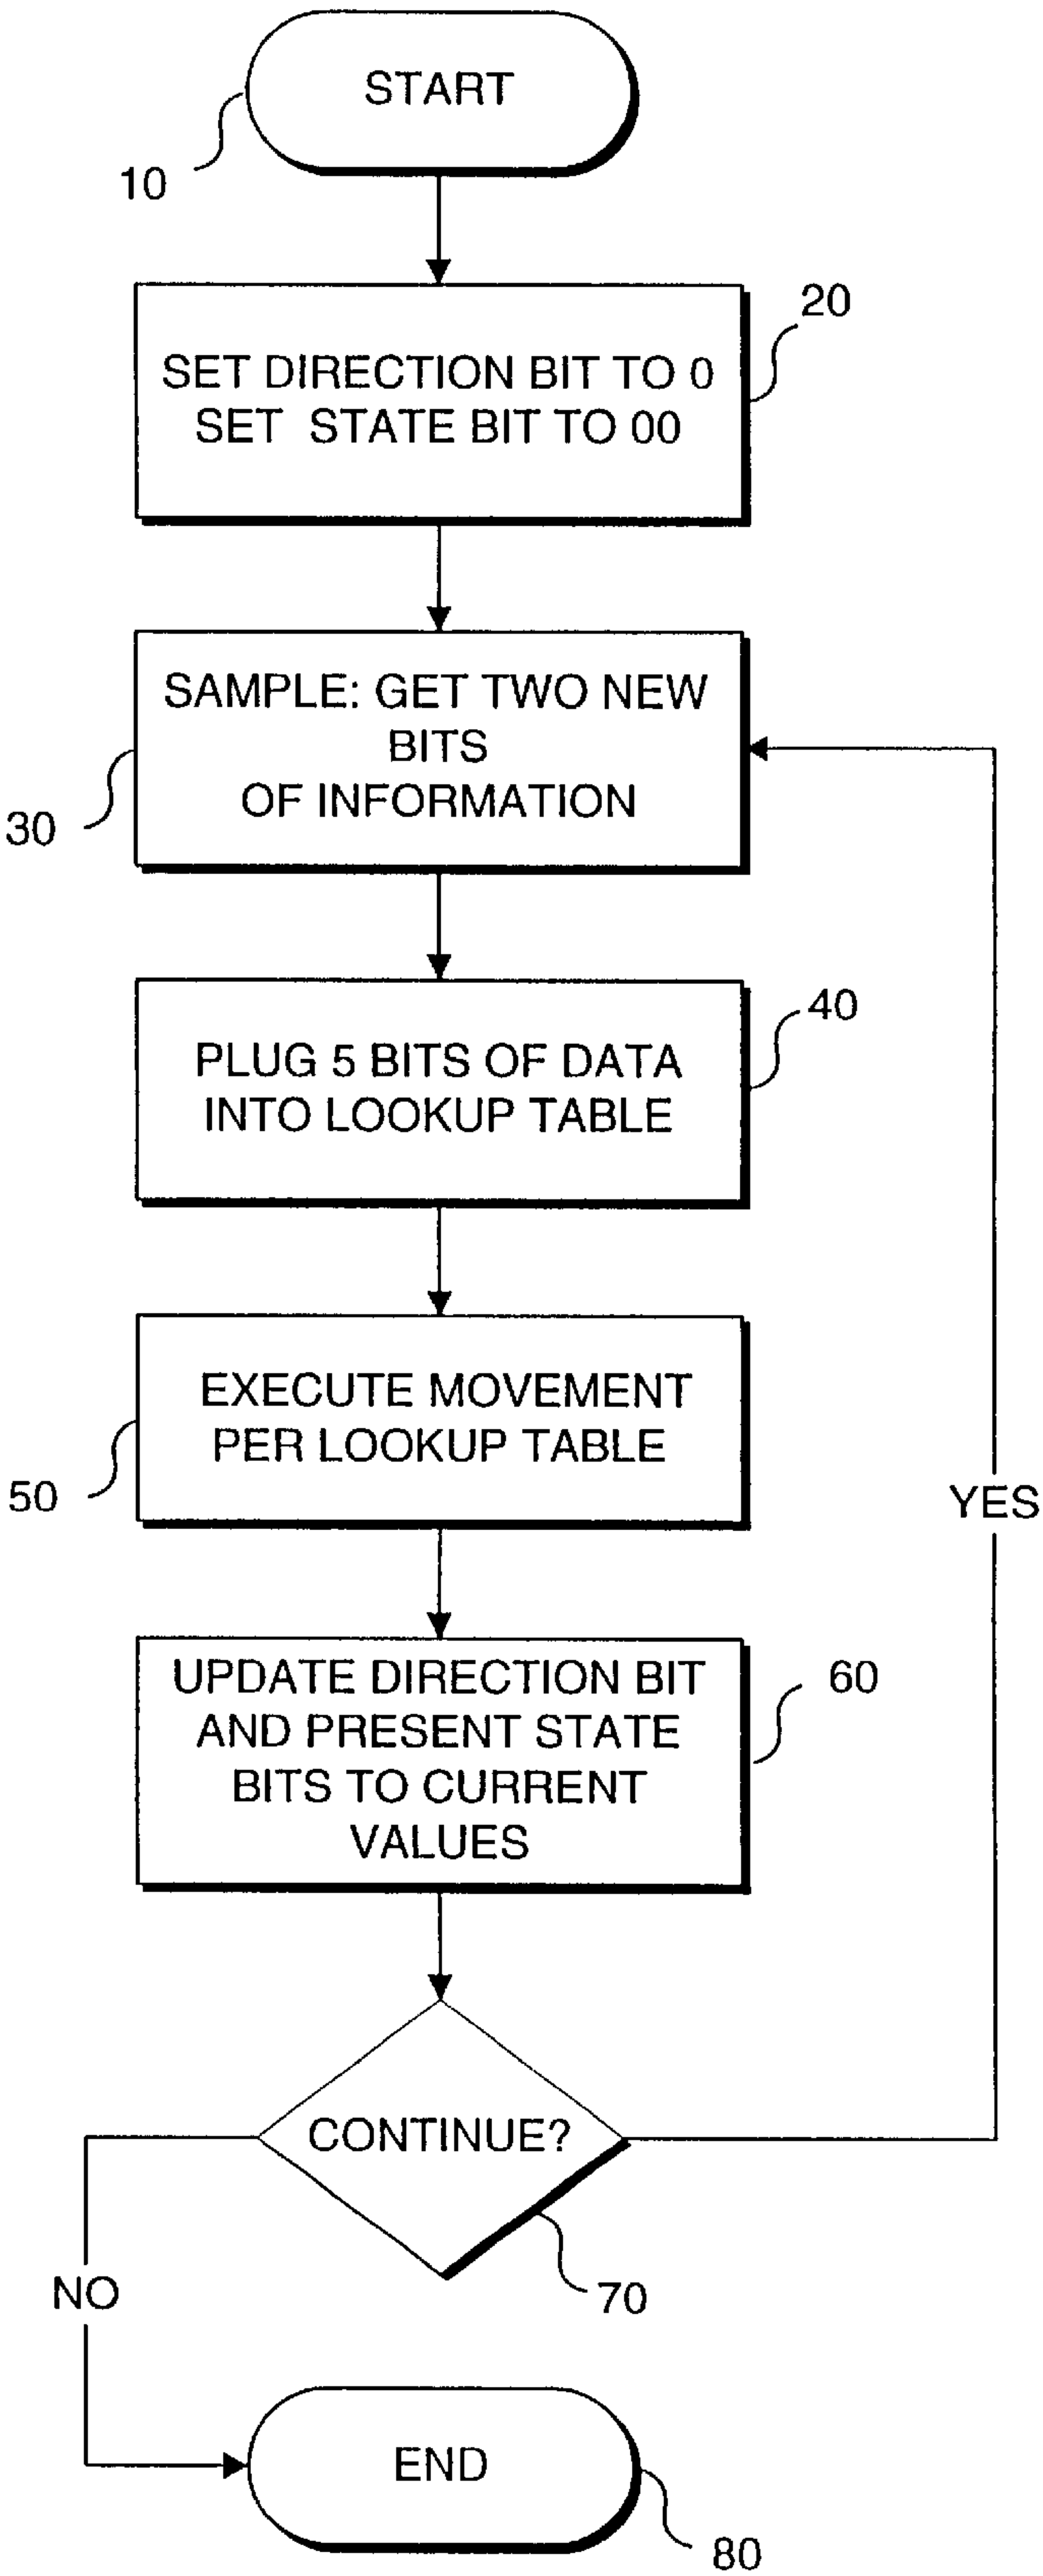 START
10
20
SET DIRECTION BIT TO 0
SET STATE BIT TO 00
SAMPLE: GET TWO NEW
BITS
OF INFORMATION
30
40
PLUG 5 BITS OF DATA
INTO LOOKUP TABLE
EXECUTE MOVEMENT
PER LOOKUP TABLE
50
YES
UPDATE DIRECTION BIT
AND PRESENT STATE
BITS TO CURRENT
VALUES
60
CONTINUE?
70
NO
END
80